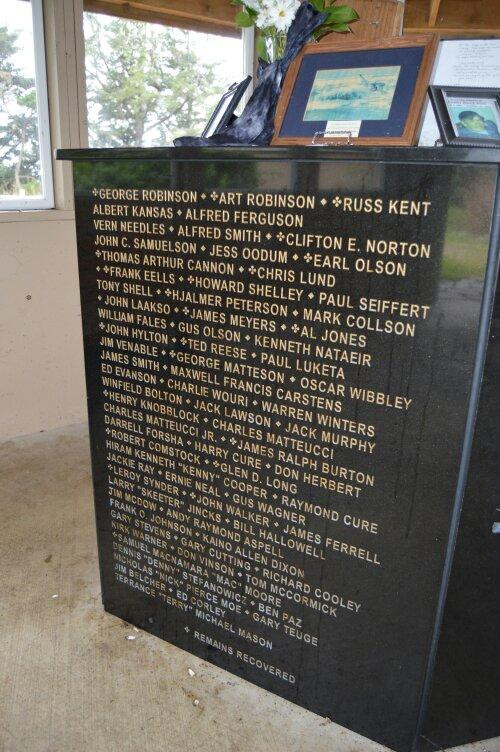 ✤GEORGE ROBINSON ✦ ✤ART ROBINSON ✦ ✤RUSS KENT
ALBERT KANSAS ✦ ALFRED FERGUSON
VERN NEEDLES ✦ ALFRED SMITH ✦ ✤CLIFTON E. NORTON
JOHN C. SAMUELSON ✦ JESS OODUM ✦ ✤EARL OLSON
✤THOMAS ARTHUR CANNON ✦ ✤CHRIS LUND
✤FRANK EELLS ✦ ✤HOWARD SHELLEY ✦ PAUL SEIFFERT
TONY SHELL ✦ ✤HJALMER PETERSON ✦ MARK COLLSON
✦ JOHN LAAKSO ✦ ✤JAMES MEYERS ✦ ✤AL JONES
WILLIAM FALES ✦ GUS OLSON ✦ KENNETH NATAEIR
✤JOHN HYLTON ✦ ✤TED REESE ✦ PAUL LUKETA
JIM VENABLE ✦ ✤GEORGE MATTESON ✦ OSCAR WIBBLEY
JAMES SMITH ✦ MAXWELL FRANCIS CARSTENS
ED EVANSON ✦ CHARLIE WOURI ✦ WARREN WINTERS
WINFIELD BOLTON ✦ JACK LAWSON ✦ JACK MURPHY
✤HENRY KNOBBLOCK ✦ CHARLES MATTEUCCI
CHARLES MATTEUCCI JR. ✦ ✤JAMES RALPH BURTON
DARRELL FORSHA ✦ HARRY CURE ✦ DON HERBERT
✤ROBERT COMSTOCK ✦ ✤GLEN D. LONG
HIRAM KENNETH "KENNY" COOPER ✦ RAYMOND CURE
JACKIE RAY ✦ ERNIE NEAL ✦ GUS WAGNER
✤LEROY SNYDER ✦ ✤JOHN WALKER ✦ JAMES FERRELL
LARRY "SKEETER" JINCKS ✦ BILL HALLOWELL
JIM MCDOW ✦ ANDY RAYMOND ASPELL
FRANK O. JOHNSON ✦ KAINO ALLEN DIXON
GARY STEVENS ✦ GARY CUTTING ✦ RICHARD COOLEY
KIRK WARNER ✦ DON VINSON ✦ TOM MCCORMICK
✤SAMUEL MACNAMARA "MAC" MOORE
DENNIS "DENNY" STEFANOWICZ ✦ BEN PAZ
NICHOLAS "NICK" PIERCE MOE ✦ GARY TEUGE
JIM BELCHER ✦ ED CORLEY
TERRANCE "TERRY" MICHAEL MASON
✤ REMAINS RECOVERED